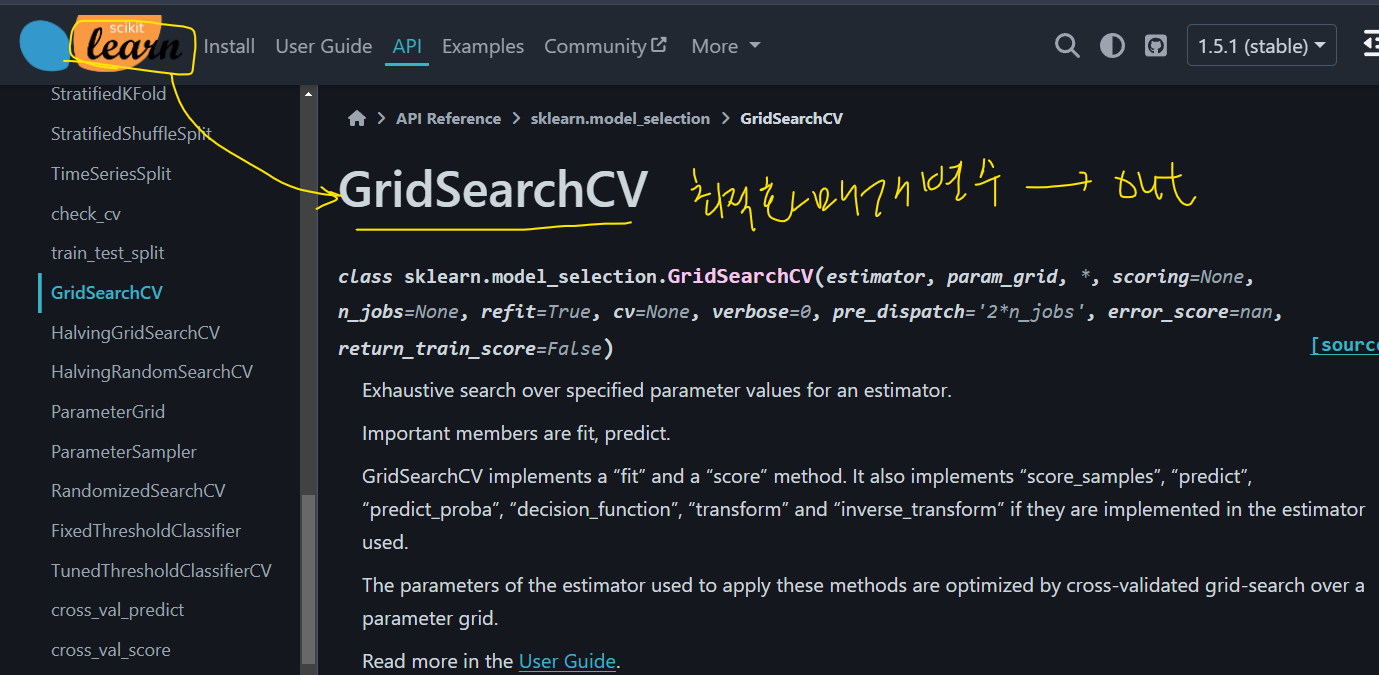 scikit
learn
Install User Guide API Examples Community More
1.5.1 (stable)
StratifiedKFold
StratifiedShuffleSplit
TimeSeriesSplit
check_cv
train_test_split
GridSearchCV
HalvingGridSearchCV
HalvingRandomSearchCV
ParameterGrid
ParameterSampler
RandomizedSearchCV
FixedThresholdClassifier
TunedThresholdClassifierCV
cross_val_predict
cross_val_score
API Reference > sklearn.model_selection > GridSearchCV
GridSearchCV
최적한 매개변수 → out
class sklearn.model_selection.GridSearchCV(estimator, param_grid, *, scoring=None,
n_jobs=None, refit=True, cv=None, verbose=0, pre_dispatch='2*n_jobs', error_score=nan,
return_train_score=False)
[sourc
Exhaustive search over specified parameter values for an estimator.
Important members are fit, predict.
GridSearchCV implements a “fit” and a “score” method. It also implements “score_samples”, “predict”,
“predict_proba”, “decision_function”, “transform” and “inverse_transform” if they are implemented in the estimator
used.
The parameters of the estimator used to apply these methods are optimized by cross-validated grid-search over a
parameter grid.
Read more in the User Guide.